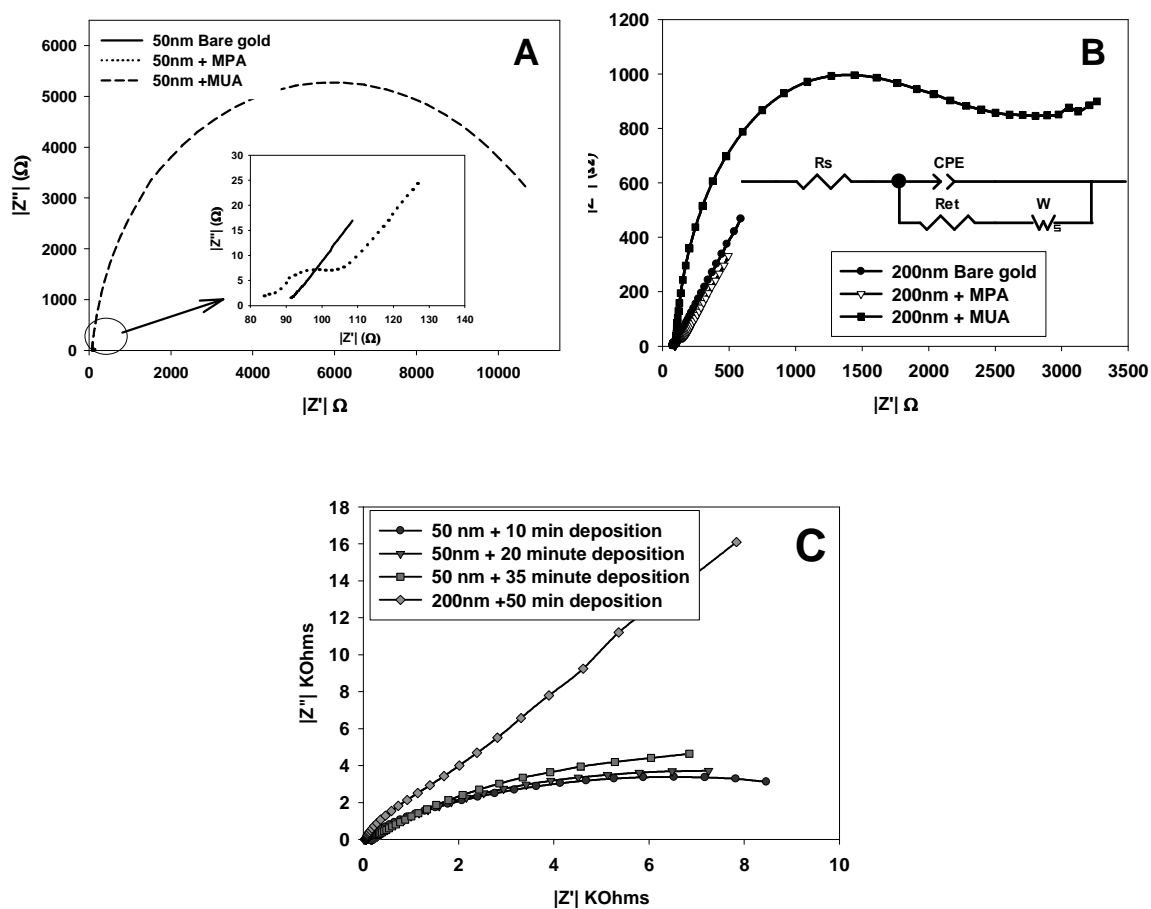 A
50nm Bare gold
50nm + MPA
50nm +MUA
6000
5000
4000
3000
2000
1000
0
|Z"| (Ω)
0 2000 4000 6000 8000 10000
|Z'| Ω
30
25
20
15
10
5
0
|Z"| (Ω)
80 90 100 110 120 130 140
|Z'| (Ω)
B
1200
1000
800
600
400
200
0
0 500 1000 1500 2000 2500 3000 3500
|Z'| Ω
Rs
CPE
Ret
W
200nm Bare gold
200nm + MPA
200nm + MUA
C
50 nm + 10 min deposition
50nm + 20 minute deposition
50 nm + 35 minute deposition
200nm +50 min deposition
18
16
14
12
10
8
6
4
2
0
|Z"| KOhms
0 2 4 6 8 10
|Z'| KOhms